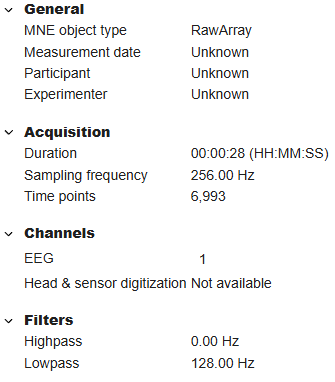 General
MNE object type RawArray
Measurement date Unknown
Participant Unknown
Experimenter Unknown
Acquisition
Duration 00:00:28 (HH:MM:SS)
Sampling frequency 256.00 Hz
Time points 6,993
Channels
EEG 1
Head & sensor digitization Not available
Filters
Highpass 0.00 Hz
Lowpass 128.00 Hz